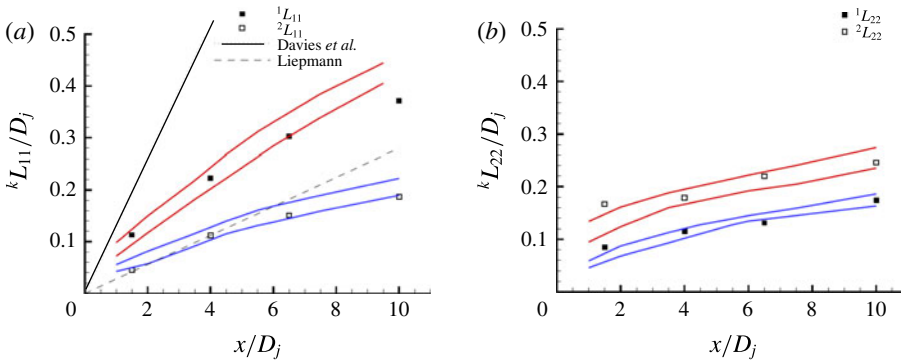 (a)
0.5
0.4
0.3
0.2
0.1
0
2
4
6
8
10
x/D_j
^kL_11/D_j
^1L_11
^2L_11
Davies et al.
Liepmann
(b)
0.5
0.4
0.3
0.2
0.1
0
2
4
6
8
10
x/D_j
^kL_22/D_j
^1L_22
^2L_22